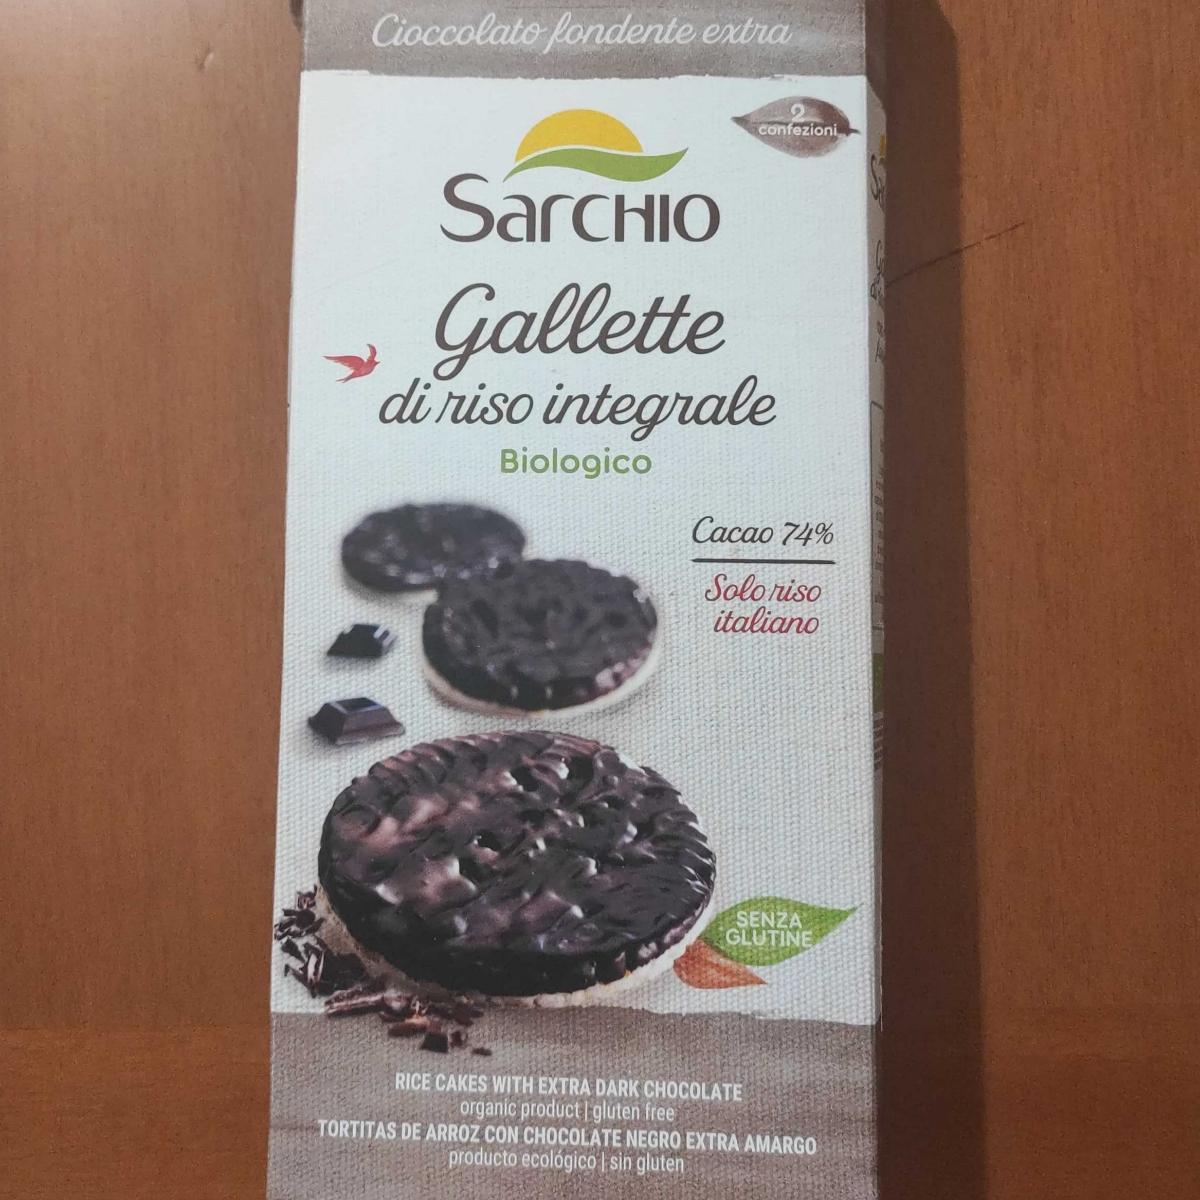 Cioccolato fondente extra
2
confezioni
Sarchio
Gallette
di riso integrale
Biologico
Cacao 74%
Solo riso
italiano
SENZA
GLUTINE
RICE CAKES WITH EXTRA DARK CHOCOLATE
organic product | gluten free
TORTITAS DE ARROZ CON CHOCOLATE NEGRO EXTRA AMARGO
producto ecológico | sin gluten